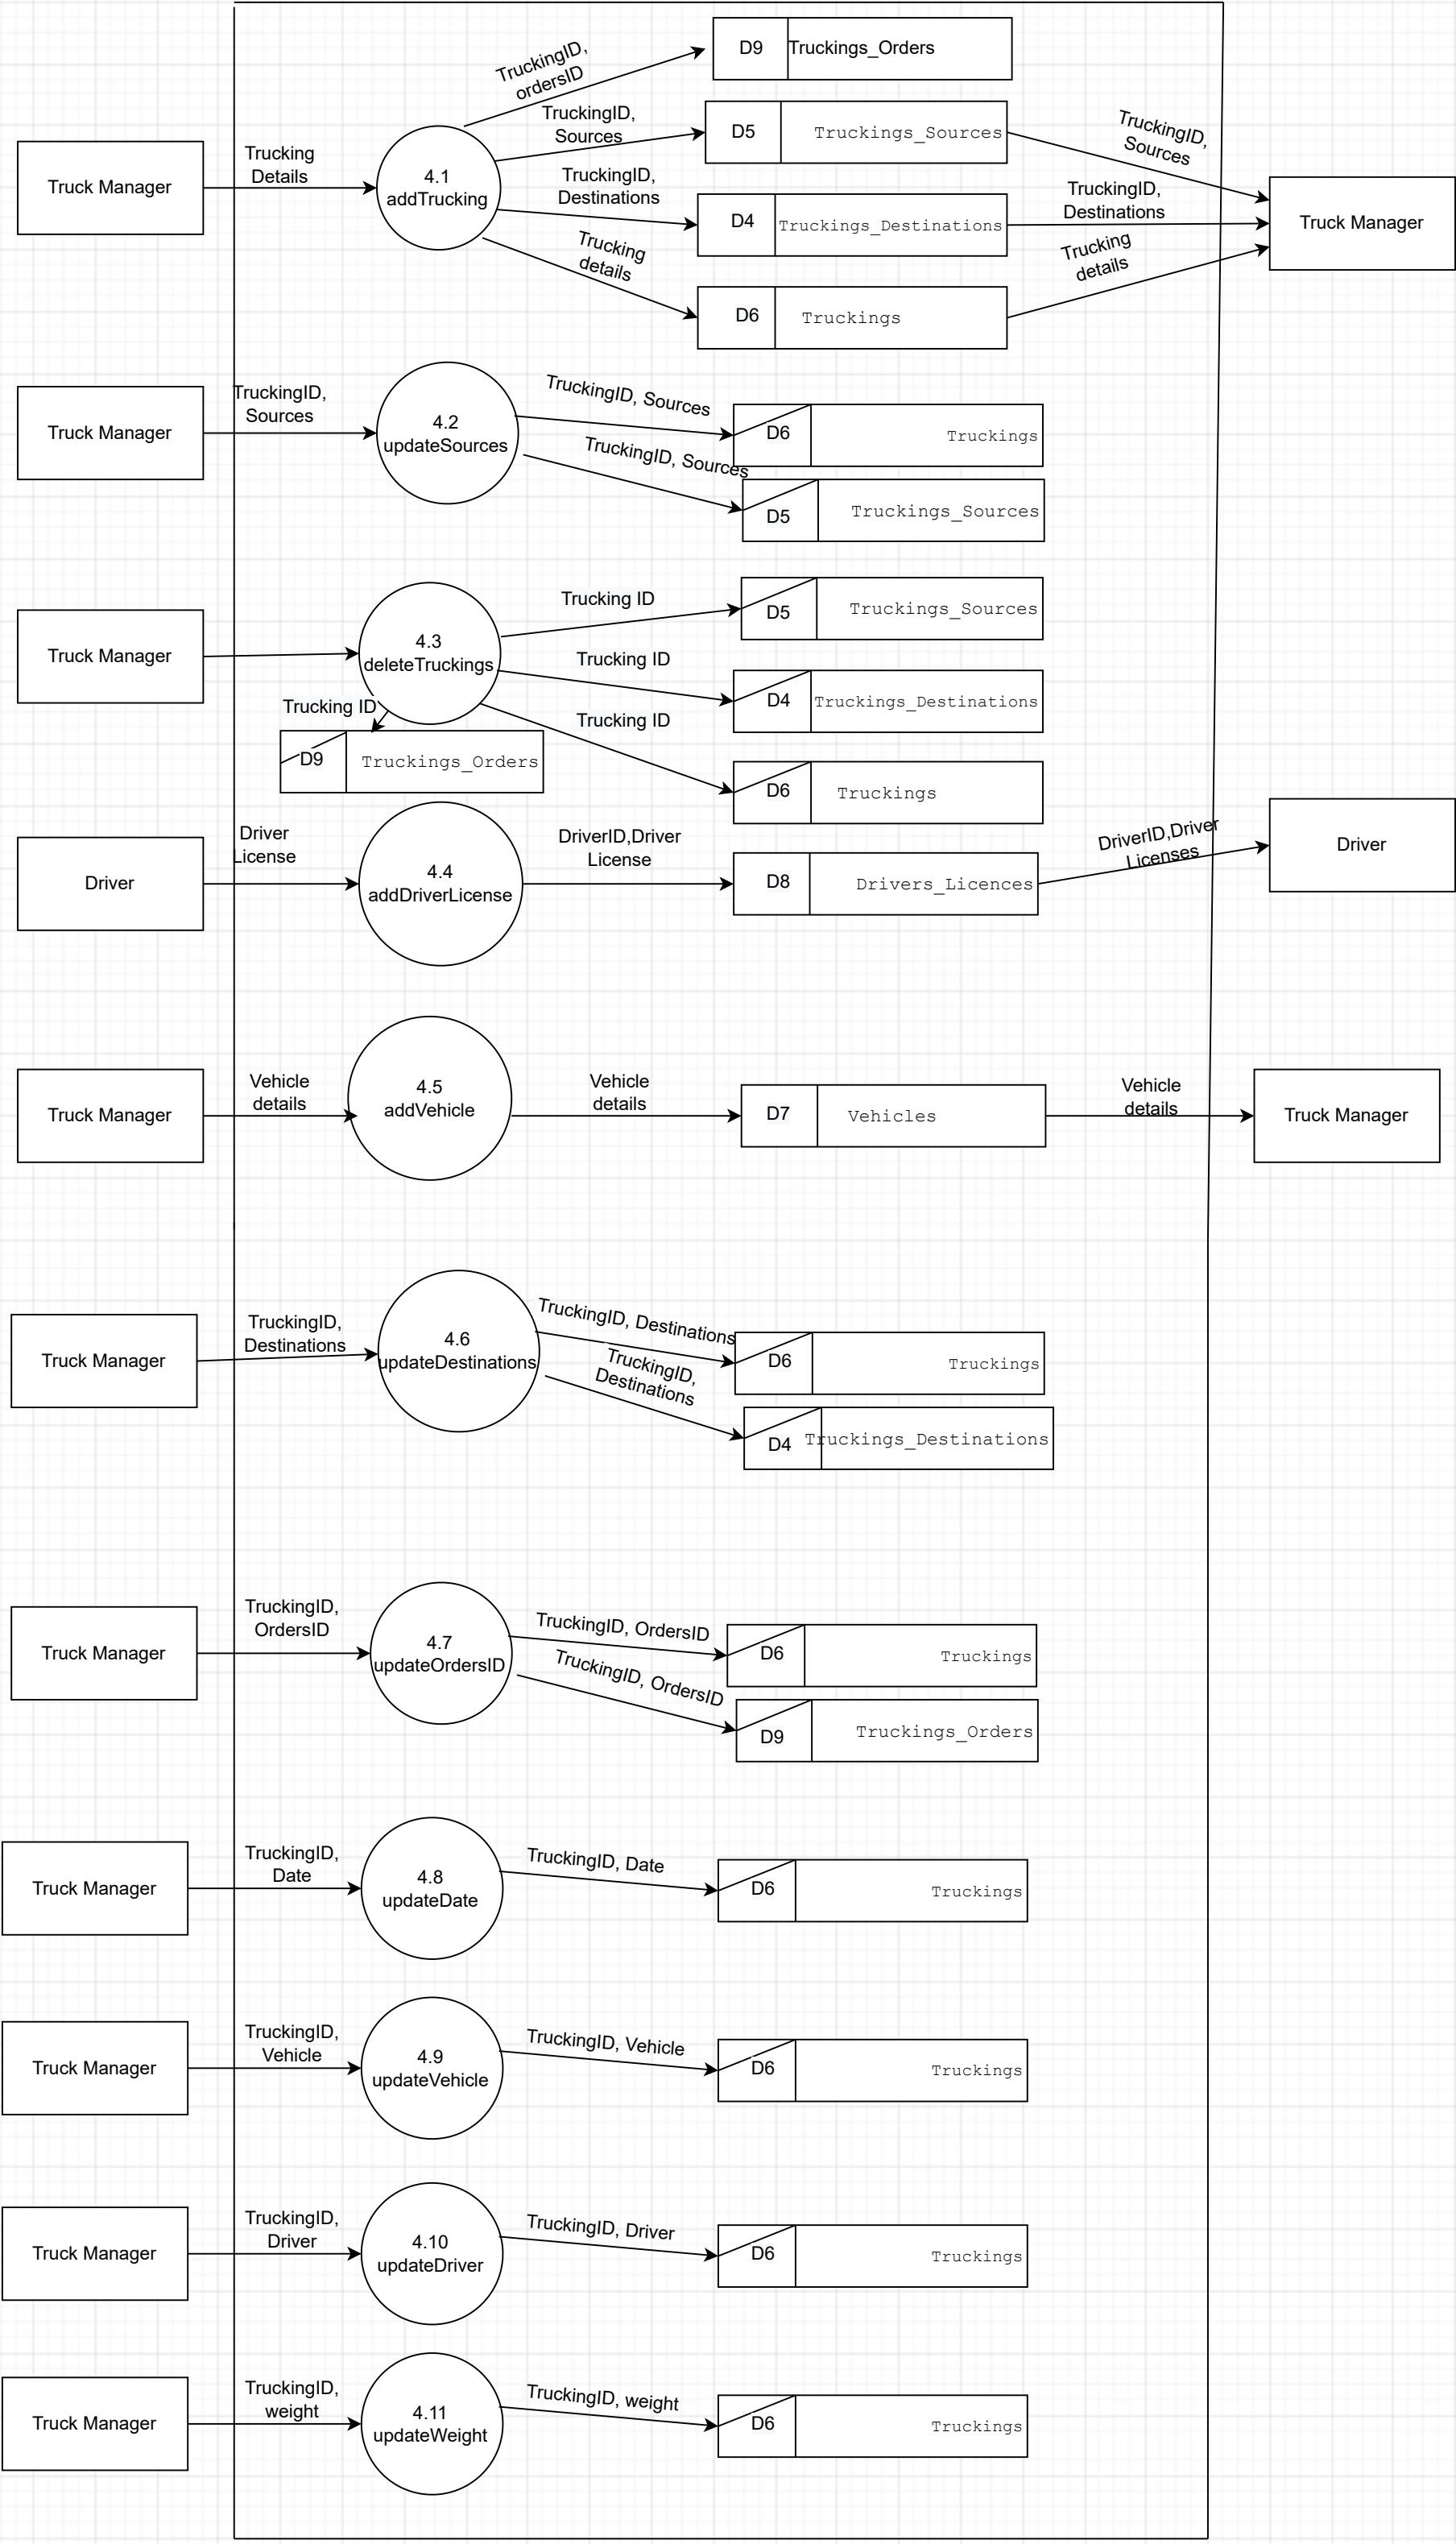 D9
Truckings_Orders
TruckingID,
ordersID
TruckingID,
Sources
D5
Truckings_Sources
TruckingID,
Sources
Truck Manager
Trucking
Details
4.1
addTrucking
TruckingID,
Destinations
D4
Truckings_Destinations
TruckingID,
Destinations
Truck Manager
Trucking
details
D6
Truckings
Trucking
details
Truck Manager
TruckingID,
Sources
4.2
updateSources
TruckingID, Sources
D6
Truckings
TruckingID, Sources
D5
Truckings_Sources
Truck Manager
4.3
deleteTruckings
Trucking ID
D5
Truckings_Sources
Trucking ID
D4
Truckings_Destinations
Trucking ID
D9
Truckings_Orders
Trucking ID
D6
Truckings
Driver
Driver
License
4.4
addDriverLicense
DriverID,Driver
License
D8
Drivers_Licences
DriverID,Driver
Licenses
Driver
Truck Manager
Vehicle
details
4.5
addVehicle
Vehicle
details
D7
Vehicles
Vehicle
details
Truck Manager
Truck Manager
TruckingID,
Destinations
4.6
updateDestinations
TruckingID, Destinations
D6
Truckings
TruckingID,
Destinations
D4
Truckings_Destinations
Truck Manager
TruckingID,
OrdersID
4.7
updateOrdersID
TruckingID, OrdersID
D6
Truckings
TruckingID, OrdersID
D9
Truckings_Orders
Truck Manager
TruckingID,
Date
4.8
updateDate
TruckingID, Date
D6
Truckings
Truck Manager
TruckingID,
Vehicle
4.9
updateVehicle
TruckingID, Vehicle
D6
Truckings
Truck Manager
TruckingID,
Driver
4.10
updateDriver
TruckingID, Driver
D6
Truckings
Truck Manager
TruckingID,
weight
4.11
updateWeight
TruckingID, weight
D6
Truckings